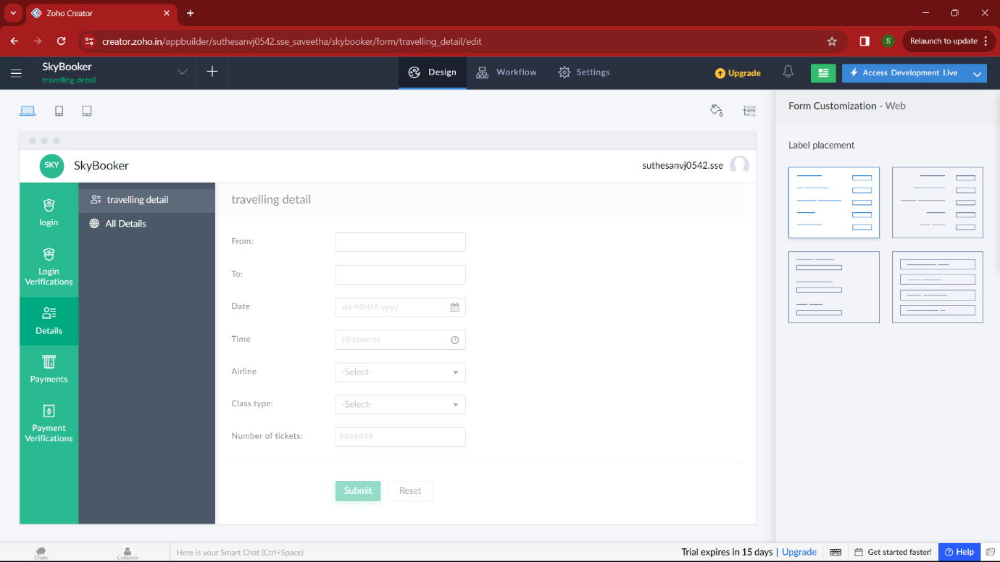 Zoho Creator
creator.zoho.in/appbuilder/suthesanvj0542.sse_saveetha/skybooker/form/travelling_detail/edit
S
Relaunch to update
SkyBooker
travelling detail
Design
Workflow
Settings
Upgrade
Access Development Live
Form Customization - Web
Label placement
SKY
SkyBooker
suthesanvj0542.sse
login
Login
Verifications
Details
Payments
Payment
Verifications
travelling detail
All Details
travelling detail
From:
To:
Date
dd-MMM-yyyy
Time
HH:mm:ss
Airline
-Select-
Class type:
-Select-
Number of tickets:
#######
Submit
Reset
Chats
Contacts
Here is your Smart Chat (Ctrl+Space)
Trial expires in 15 days | Upgrade
Get started faster!
Help